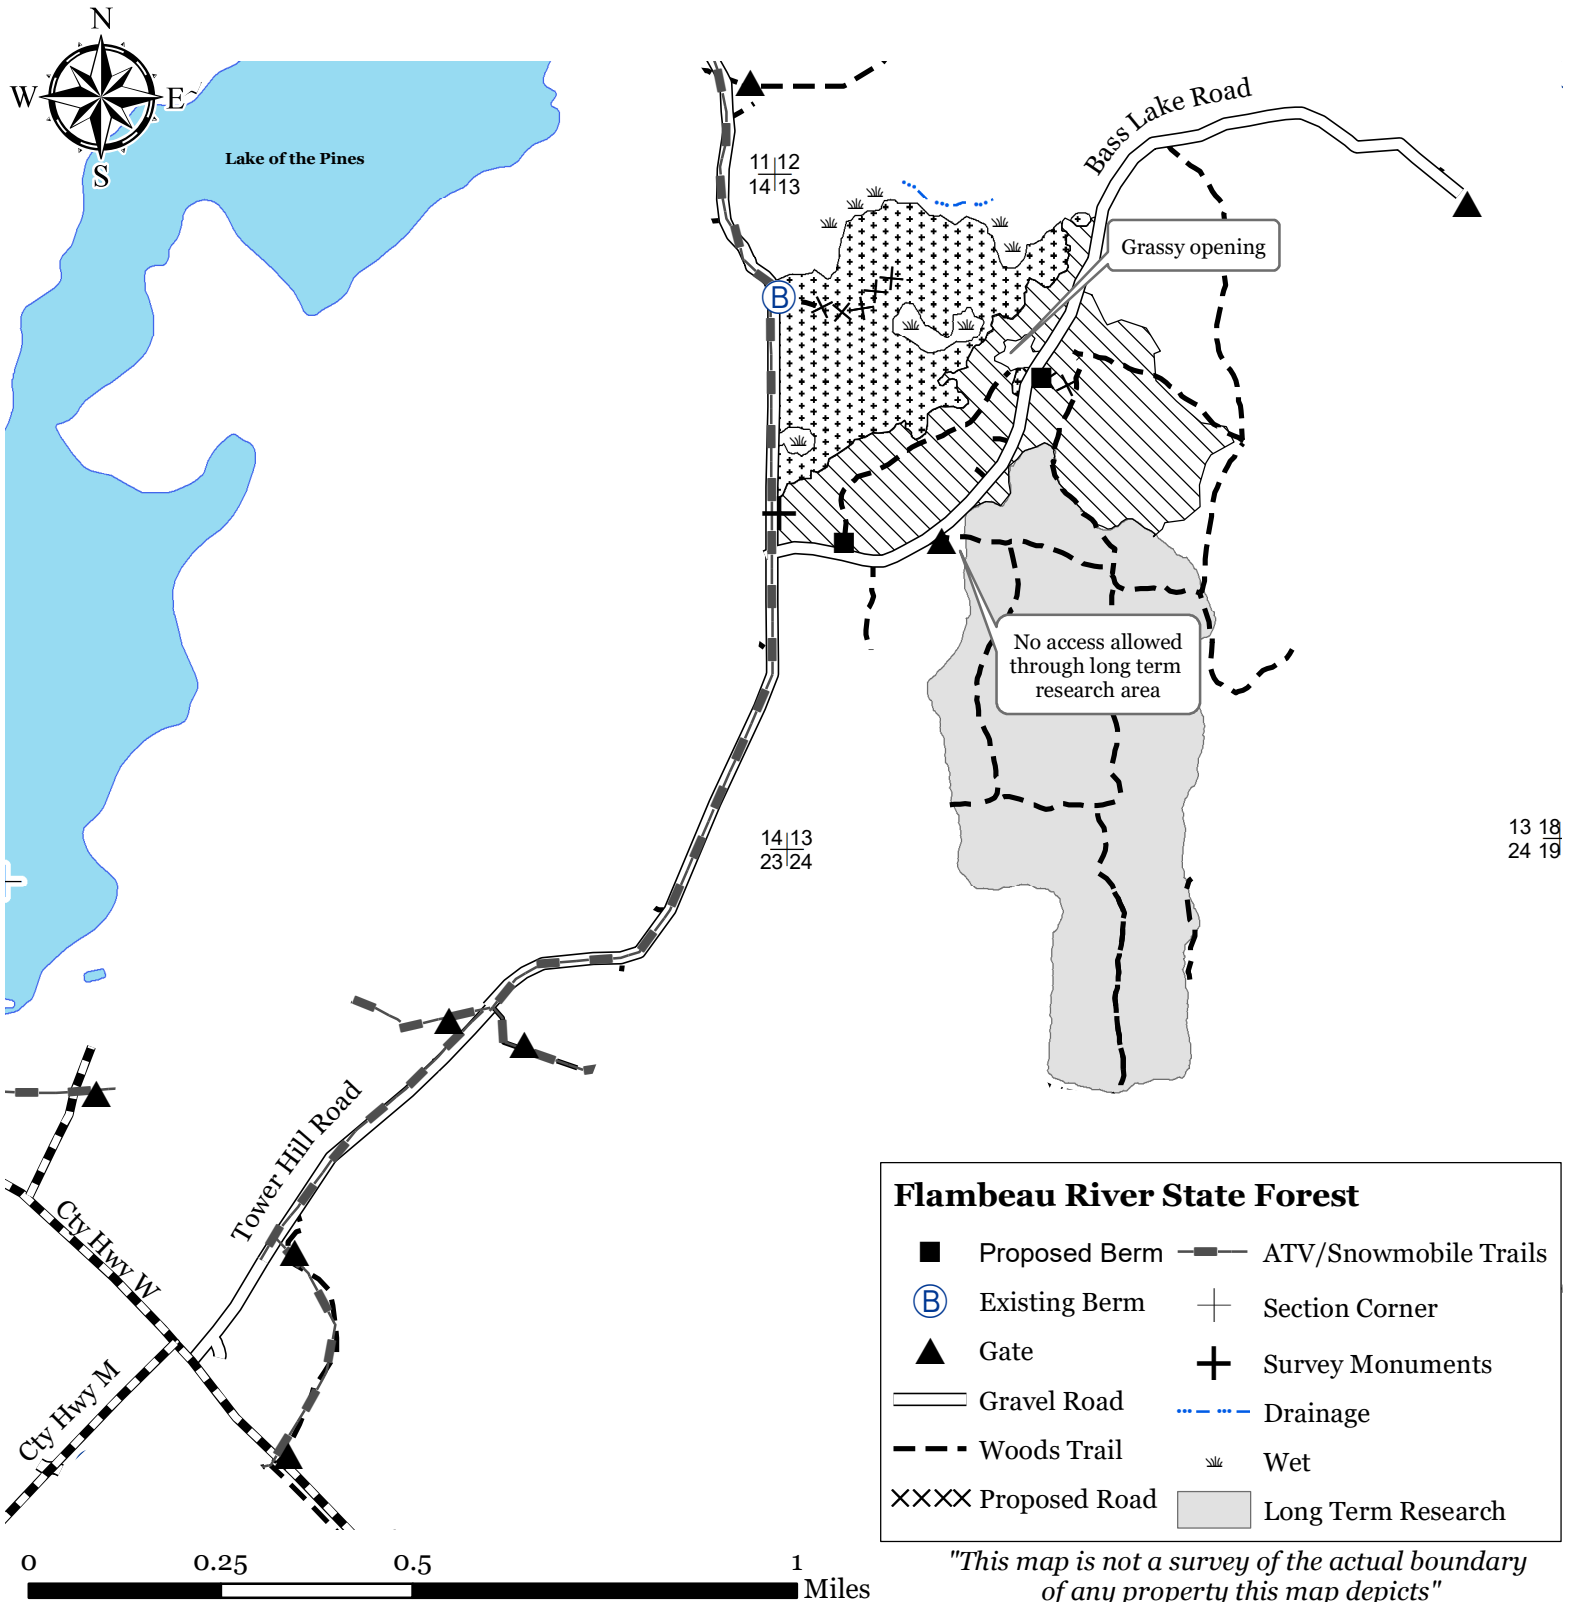 N
W
E
S
Lake of the Pines
11 12
14 13
Bass Lake Road
Grassy opening
B
No access allowed
through long term
research area
14 13
23 24
13 18
24 19
Tower Hill Road
Cty Hwy W
Cty Hwy M
Flambeau River State Forest
Proposed Berm
ATV/Snowmobile Trails
B
Existing Berm
Section Corner
Gate
Survey Monuments
Gravel Road
Drainage
Woods Trail
Wet
Proposed Road
Long Term Research
0 0.25 0.5 1
Miles
"This map is not a survey of the actual boundary
of any property this map depicts"